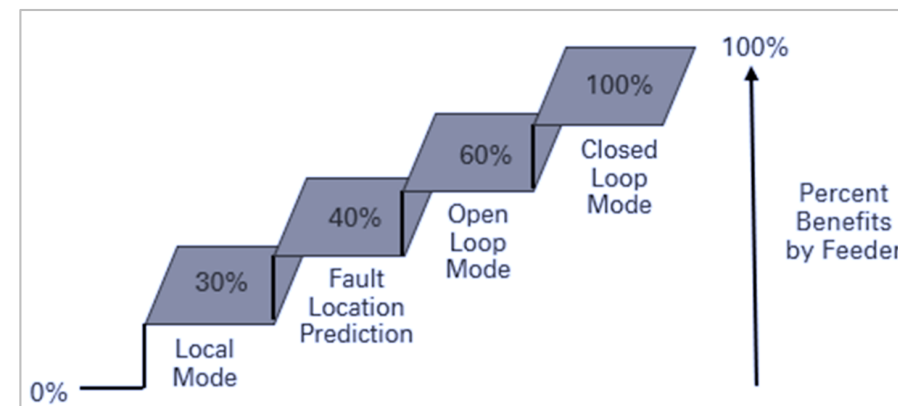 100%
100%
Closed
Loop
Mode
60%
Open
Loop
Mode
40%
Fault
Location
Prediction
30%
Local
Mode
0%
Percent
Benefits
by Feeder